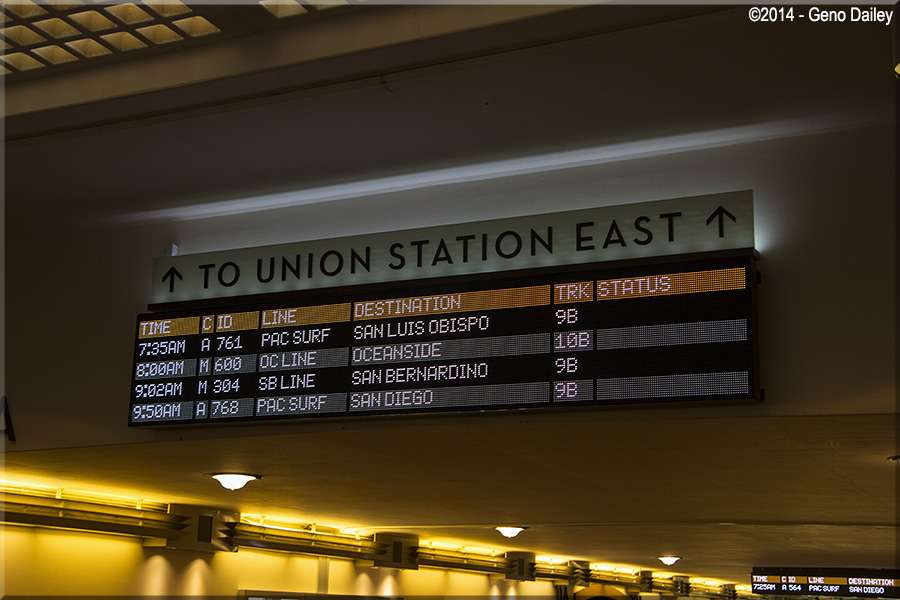 ©2014 - Geno Dailey
↑ TO UNION STATION EAST ↑
TIME C ID LINE DESTINATION TRK STATUS
7:35AM A 761 PAC SURF SAN LUIS OBISPO 9B
8:00AM M 600 OC LINE OCEANSIDE 10B
9:02AM M 304 SB LINE SAN BERNARDINO 9B
9:50AM A 768 PAC SURF SAN DIEGO 9B
TIME C ID LINE DESTINATION
7:25AM A 564 PAC SURF SAN DIEGO